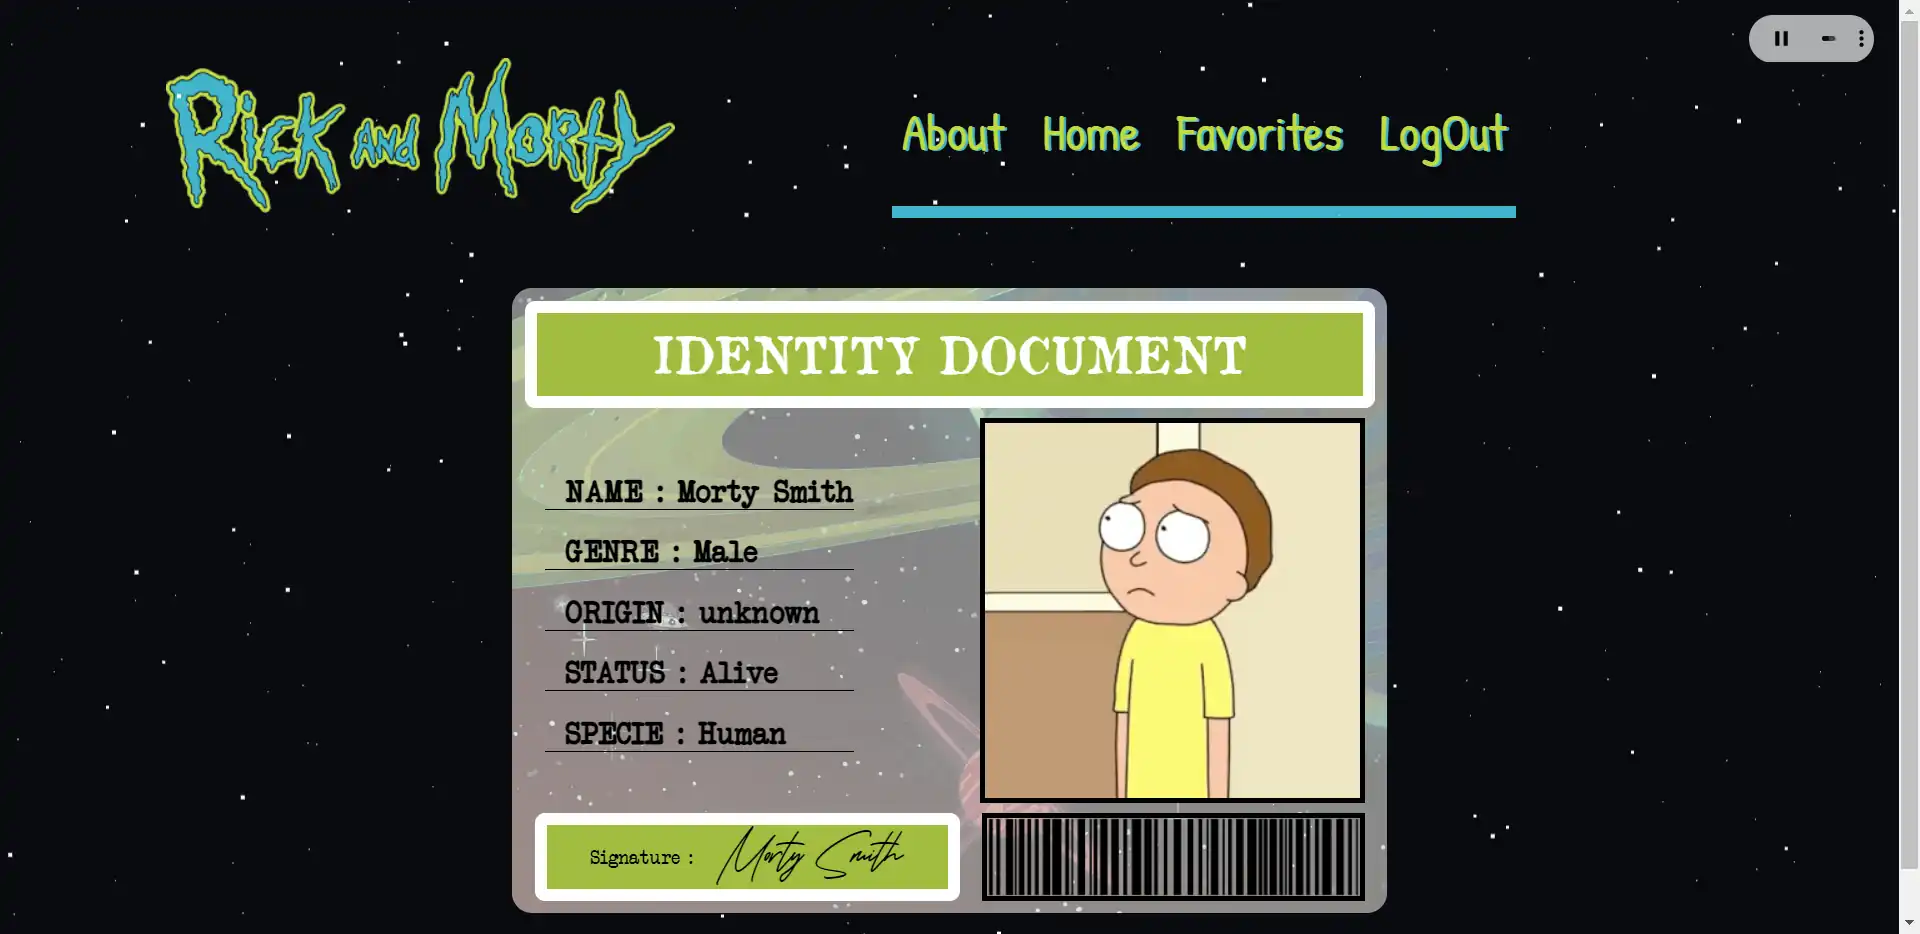 Rick and Morty
About Home Favorites LogOut
IDENTITY DOCUMENT
NAME : Morty Smith
GENRE : Male
ORIGIN : unknown
STATUS : Alive
SPECIE : Human
Signature : Morty Smith